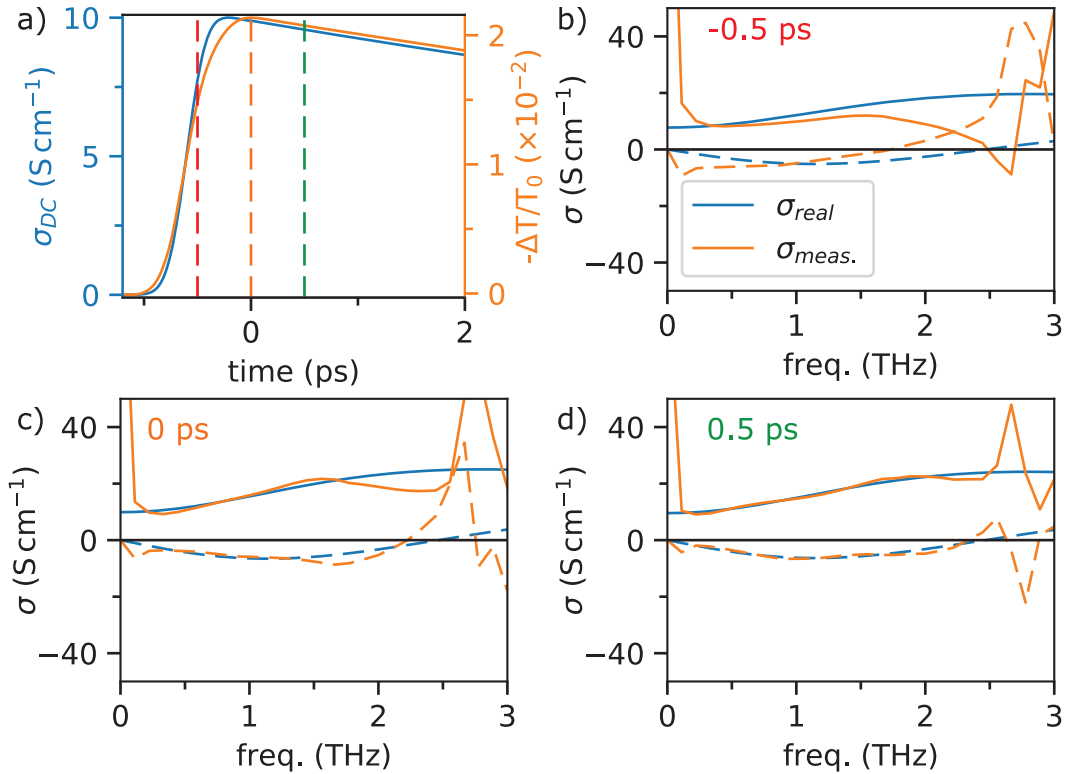 a)
10
5
0
σ_DC (S cm⁻¹)
2
1
0
-ΔT/T₀ (×10⁻²)
0
2
time (ps)
b)
-0.5 ps
40
0
−40
σ (S cm⁻¹)
σ_real
σ_meas.
0
1
2
3
freq. (THz)
c)
0 ps
40
0
−40
σ (S cm⁻¹)
0
1
2
3
freq. (THz)
d)
0.5 ps
40
0
−40
σ (S cm⁻¹)
0
1
2
3
freq. (THz)